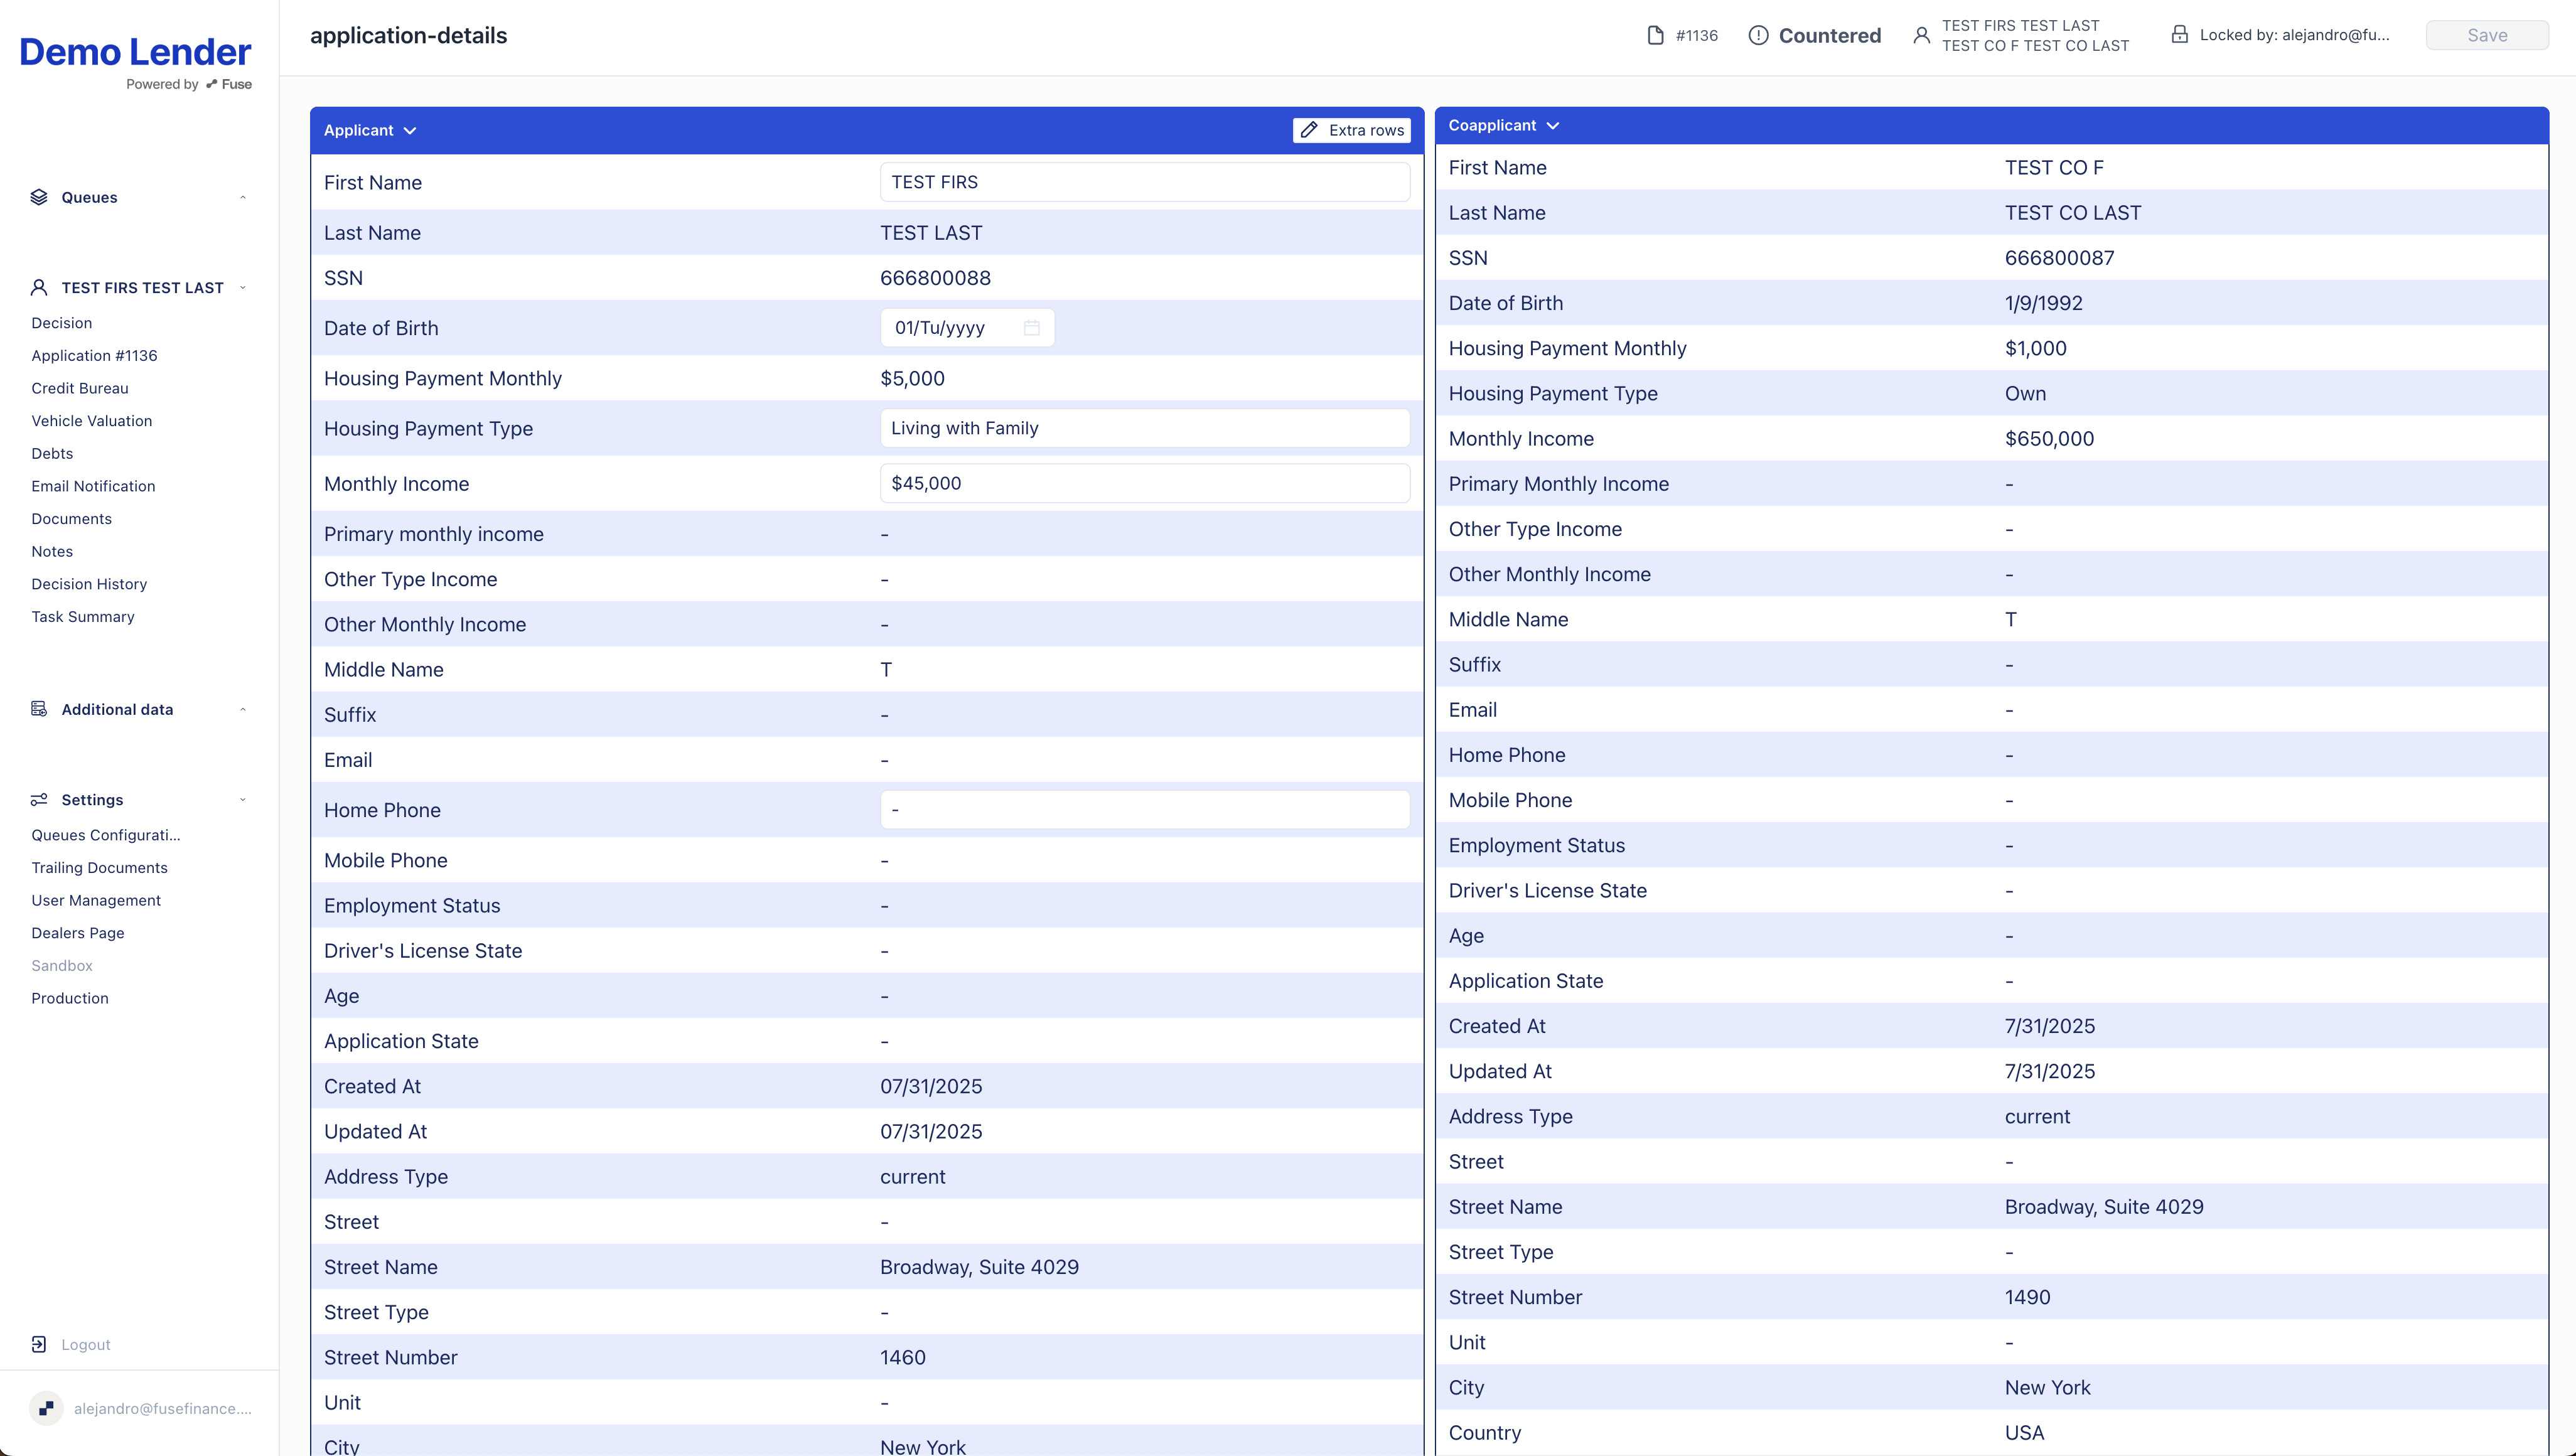 Demo Lender
Powered by Fuse
Queues
TEST FIRS TEST LAST
Decision
Application #1136
Credit Bureau
Vehicle Valuation
Debts
Email Notification
Documents
Notes
Decision History
Task Summary
Additional data
Settings
Queues Configurati...
Trailing Documents
User Management
Dealers Page
Sandbox
Production
Logout
alejandro@fusefinance....
application-details
#1136
Countered
TEST FIRS TEST LAST
TEST CO F TEST CO LAST
Locked by: alejandro@fu...
Save
Applicant
Extra rows
First Name TEST FIRS
Last Name TEST LAST
SSN 666800088
Date of Birth 01/Tu/yyyy
Housing Payment Monthly $5,000
Housing Payment Type Living with Family
Monthly Income $45,000
Primary monthly income -
Other Type Income -
Other Monthly Income -
Middle Name T
Suffix -
Email -
Home Phone -
Mobile Phone -
Employment Status -
Driver's License State -
Age -
Application State -
Created At 07/31/2025
Updated At 07/31/2025
Address Type current
Street -
Street Name Broadway, Suite 4029
Street Type -
Street Number 1460
Unit -
City New York
Coapplicant
First Name TEST CO F
Last Name TEST CO LAST
SSN 666800087
Date of Birth 1/9/1992
Housing Payment Monthly $1,000
Housing Payment Type Own
Monthly Income $650,000
Primary Monthly Income -
Other Type Income -
Other Monthly Income -
Middle Name T
Suffix -
Email -
Home Phone -
Mobile Phone -
Employment Status -
Driver's License State -
Age -
Application State -
Created At 7/31/2025
Updated At 7/31/2025
Address Type current
Street -
Street Name Broadway, Suite 4029
Street Type -
Street Number 1490
Unit -
City New York
Country USA